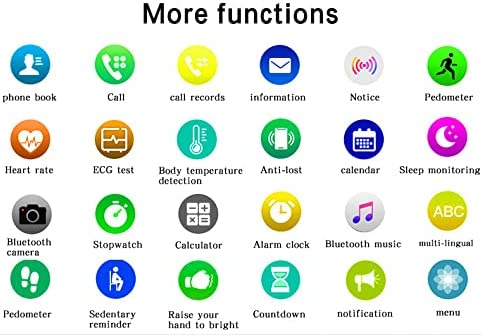 More functions
phone book Call call records information Notice Pedometer
Heart rate ECG test Body temperature detection Anti-lost calendar Sleep monitoring
ABC
Bluetooth camera Stopwatch Calculator Alarm clock Bluetooth music multi-lingual
Pedometer Sedentary reminder Raise your hand to bright Countdown notification menu